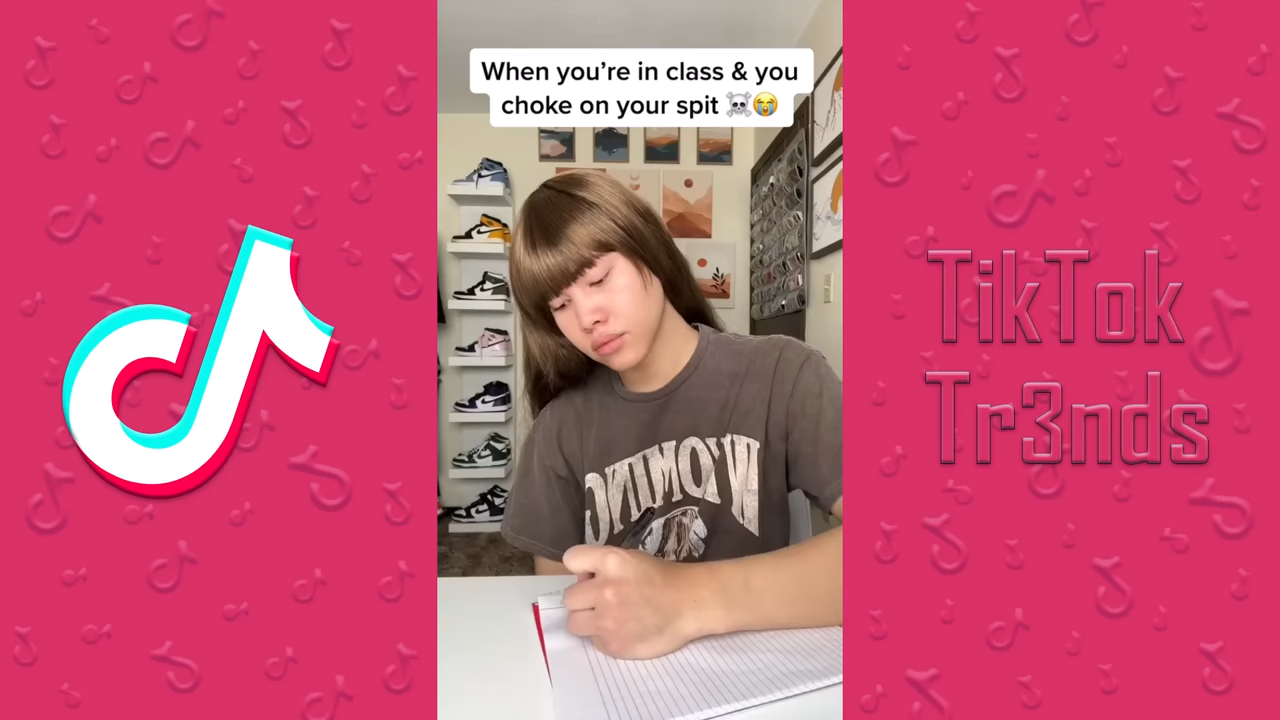 When you’re in class & you
choke on your spit ☠️😭
WYOMING
TikTok
Tr3nds